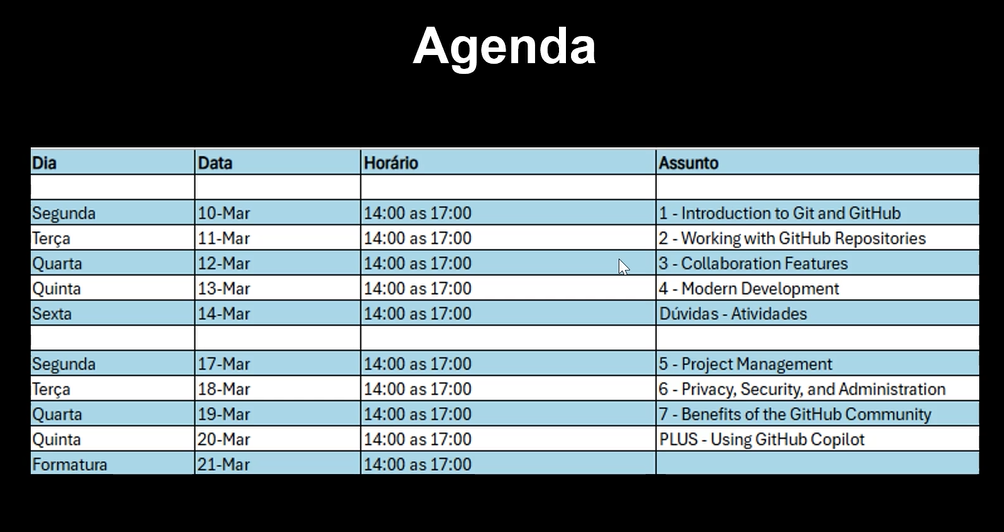 Agenda
Dia Data Horário Assunto
Segunda 10-Mar 14:00 as 17:00 1 - Introduction to Git and GitHub
Terça 11-Mar 14:00 as 17:00 2 - Working with GitHub Repositories
Quarta 12-Mar 14:00 as 17:00 3 - Collaboration Features
Quinta 13-Mar 14:00 as 17:00 4 - Modern Development
Sexta 14-Mar 14:00 as 17:00 Dúvidas - Atividades
Segunda 17-Mar 14:00 as 17:00 5 - Project Management
Terça 18-Mar 14:00 as 17:00 6 - Privacy, Security, and Administration
Quarta 19-Mar 14:00 as 17:00 7 - Benefits of the GitHub Community
Quinta 20-Mar 14:00 as 17:00 PLUS - Using GitHub Copilot
Formatura 21-Mar 14:00 as 17:00